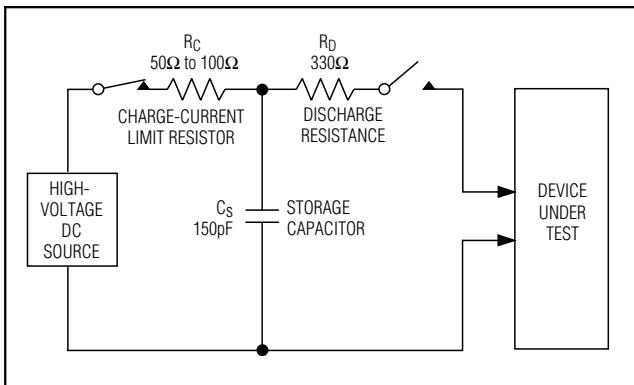 R_C
50Ω to 100Ω
CHARGE-CURRENT
LIMIT RESISTOR
R_D
330Ω
DISCHARGE
RESISTANCE
HIGH-
VOLTAGE
DC
SOURCE
C_S
150pF
STORAGE
CAPACITOR
DEVICE
UNDER
TEST